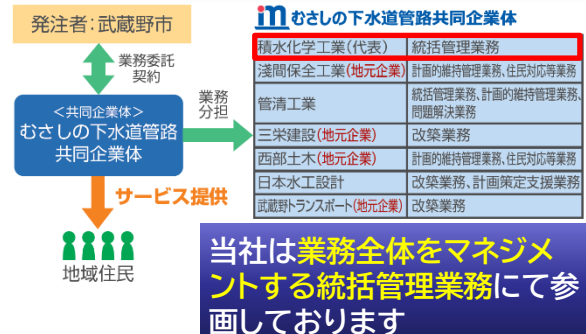 発注者：武蔵野市
業務委託
契約
＜共同企業体＞
むさしの下水道管路
共同企業体
業務
分担
サービス提供
地域住民
im むさしの下水道管路共同企業体
積水化学工業（代表） 統括管理業務
浅間保全工業（地元企業） 計画的維持管理業務、住民対応等業務
管清工業 統括管理業務、計画的維持管理業務、
問題解決業務
三栄建設（地元企業） 改築業務
西部土木（地元企業） 計画的維持管理業務、住民対応等業務
日本水工設計 改築業務、計画策定支援業務
武蔵野トランスポート（地元企業） 改築業務
当社は業務全体をマネジメ
ントする統括管理業務にて参
画しております